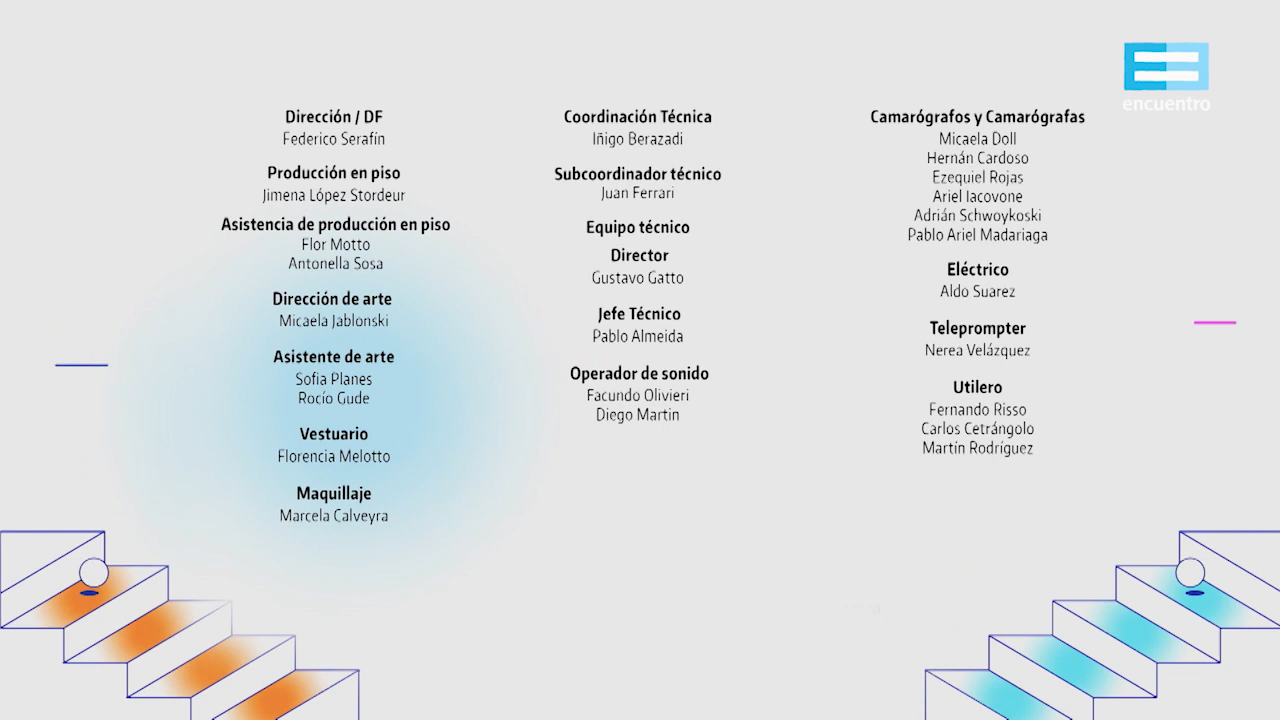 encuentro
Dirección / DF
Federico Serafín
Producción en piso
Jimena López Stordeur
Asistencia de producción en piso
Flor Motto
Antonella Sosa
Dirección de arte
Micaela Jablonski
Asistente de arte
Sofia Planes
Rocío Gude
Vestuario
Florencia Melotto
Maquillaje
Marcela Calveyra
Coordinación Técnica
Iñigo Berazadi
Subcoordinador técnico
Juan Ferrari
Equipo técnico
Director
Gustavo Gatto
Jefe Técnico
Pablo Almeida
Operador de sonido
Facundo Olivieri
Diego Martin
Camarógrafos y Camarógrafas
Micaela Doll
Hernán Cardoso
Ezequiel Rojas
Ariel Iacovone
Adrián Schwoykoski
Pablo Ariel Madariaga
Eléctrico
Aldo Suarez
Teleprompter
Nerea Velázquez
Utilero
Fernando Risso
Carlos Cetrángolo
Martín Rodríguez